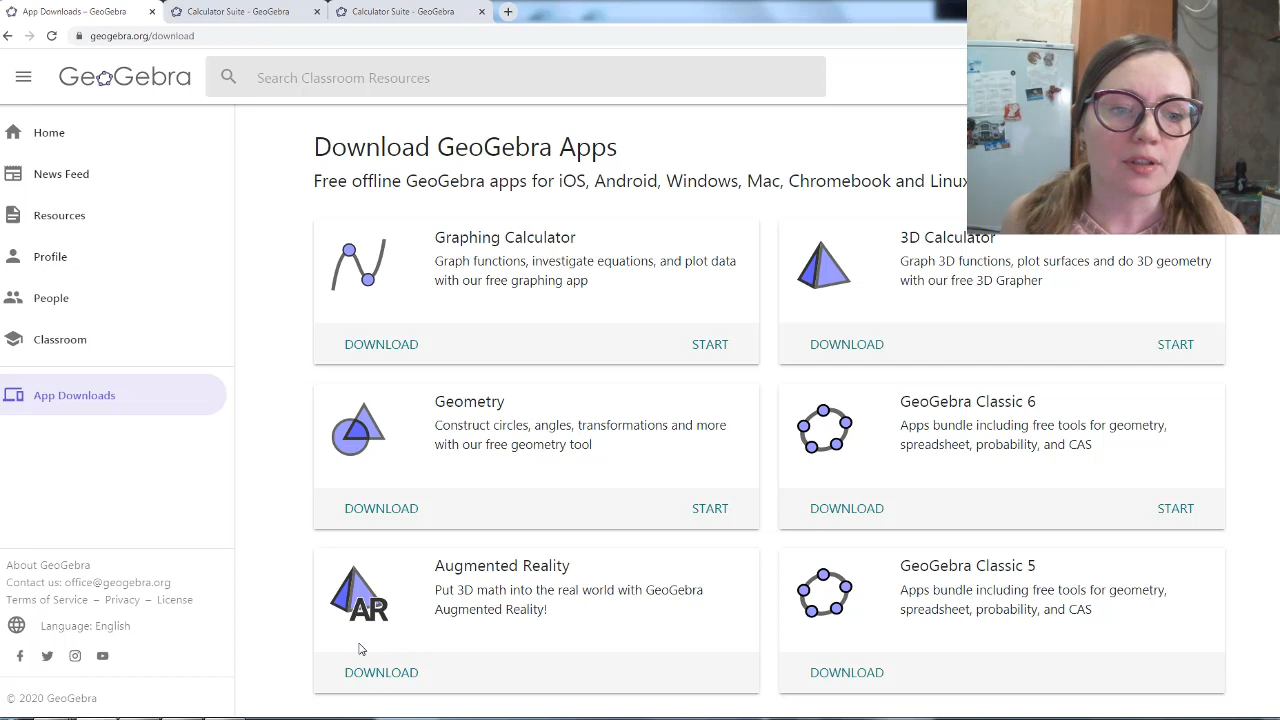 App Downloads – GeoGebra
Calculator Suite - GeoGebra
Calculator Suite - GeoGebra
geogebra.org/download
GeoGebra
Search Classroom Resources
Home
News Feed
Resources
Profile
People
Classroom
App Downloads
About GeoGebra
Contact us: office@geogebra.org
Terms of Service – Privacy – License
Language: English
© 2020 GeoGebra
Download GeoGebra Apps
Free offline GeoGebra apps for iOS, Android, Windows, Mac, Chromebook and Linux
Graphing Calculator
Graph functions, investigate equations, and plot data
with our free graphing app
DOWNLOAD
START
3D Calculator
Graph 3D functions, plot surfaces and do 3D geometry
with our free 3D Grapher
DOWNLOAD
START
Geometry
Construct circles, angles, transformations and more
with our free geometry tool
DOWNLOAD
START
GeoGebra Classic 6
Apps bundle including free tools for geometry,
spreadsheet, probability, and CAS
DOWNLOAD
START
AR
Augmented Reality
Put 3D math into the real world with GeoGebra
Augmented Reality!
DOWNLOAD
GeoGebra Classic 5
Apps bundle including free tools for geometry,
spreadsheet, probability, and CAS
DOWNLOAD